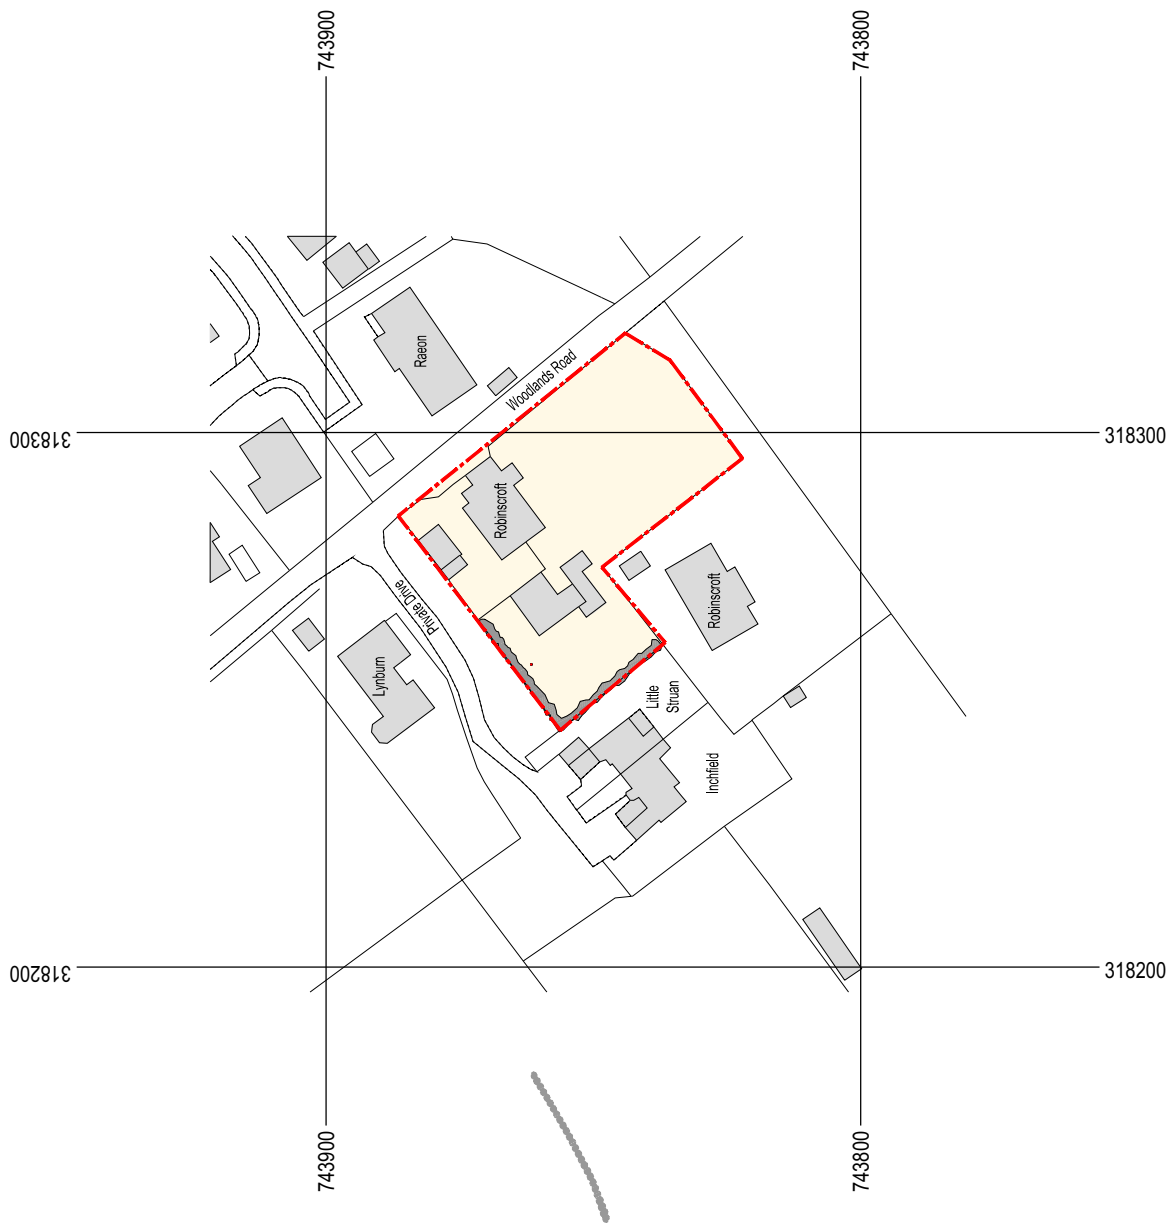 743900
743800
Raeon
Woodlands Road
318300
318300
Robinscroft
Private Drive
Robinscroft
Lynburn
Little
Struan
Inchfield
318200
318200
743900
743800